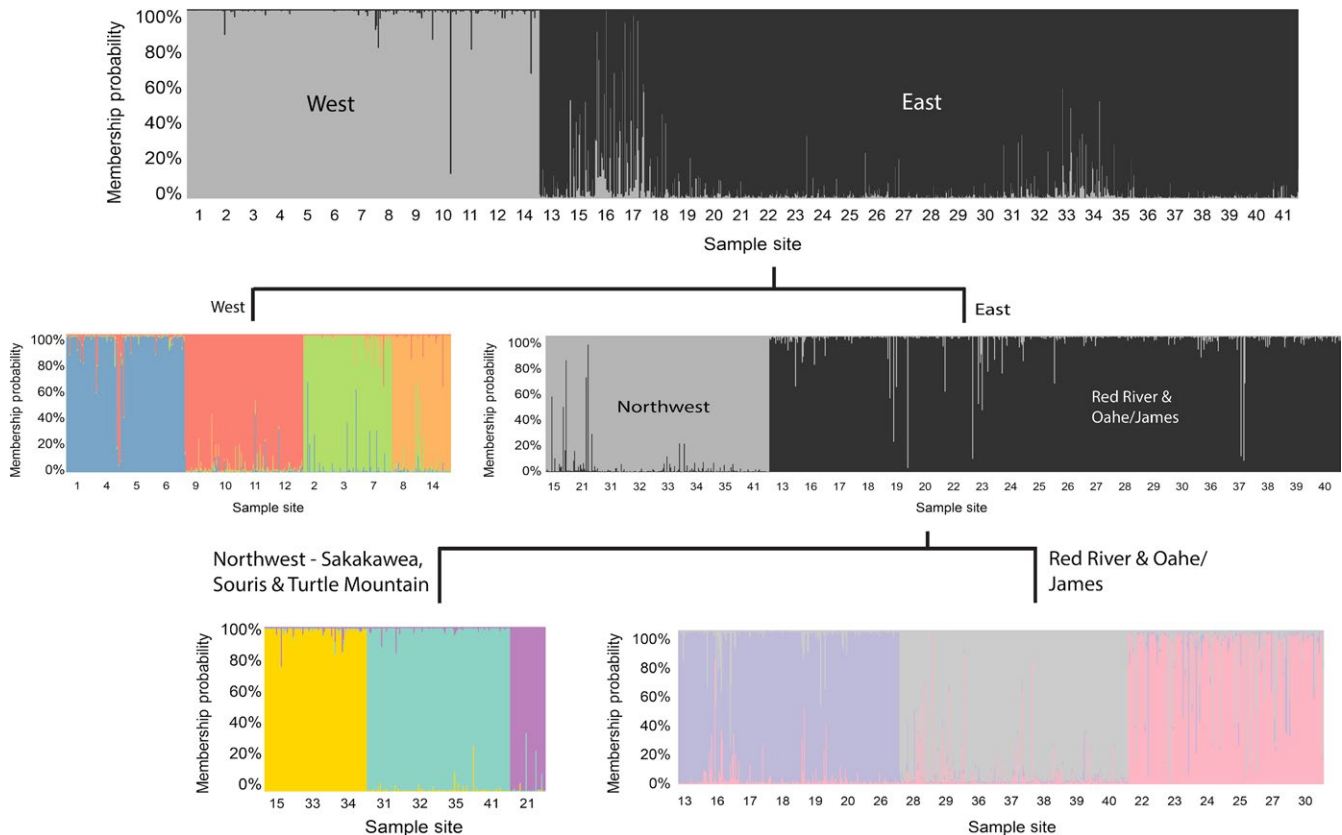 Membership probability
100%
80%
60%
40%
20%
0%
West
East
1 2 3 4 5 6 7 8 9 10 11 12 14 13 15 16 17 18 19 20 21 22 23 24 25 26 27 28 29 30 31 32 33 34 35 36 37 38 39 40 41
Sample site
West
East
Membership probability
100%
80%
60%
40%
20%
0%
1 4 5 6 9 10 11 12 2 3 7 8 14
Sample site
Membership probability
100%
80%
60%
40%
20%
0%
Northwest
Red River &
Oahe/James
15 21 31 32 33 34 35 41 13 16 17 18 19 20 22 23 24 25 26 27 28 29 30 36 37 38 39 40
Sample site
Northwest - Sakakawea,
Souris & Turtle Mountain
Red River & Oahe/
James
Membership probability
100%
80%
60%
40%
20%
0%
15 33 34 31 32 35 41 21
Sample site
Membership probability
100%
80%
60%
40%
20%
0%
13 16 17 18 19 20 26 28 29 36 37 38 39 40 22 23 24 25 27 30
Sample site